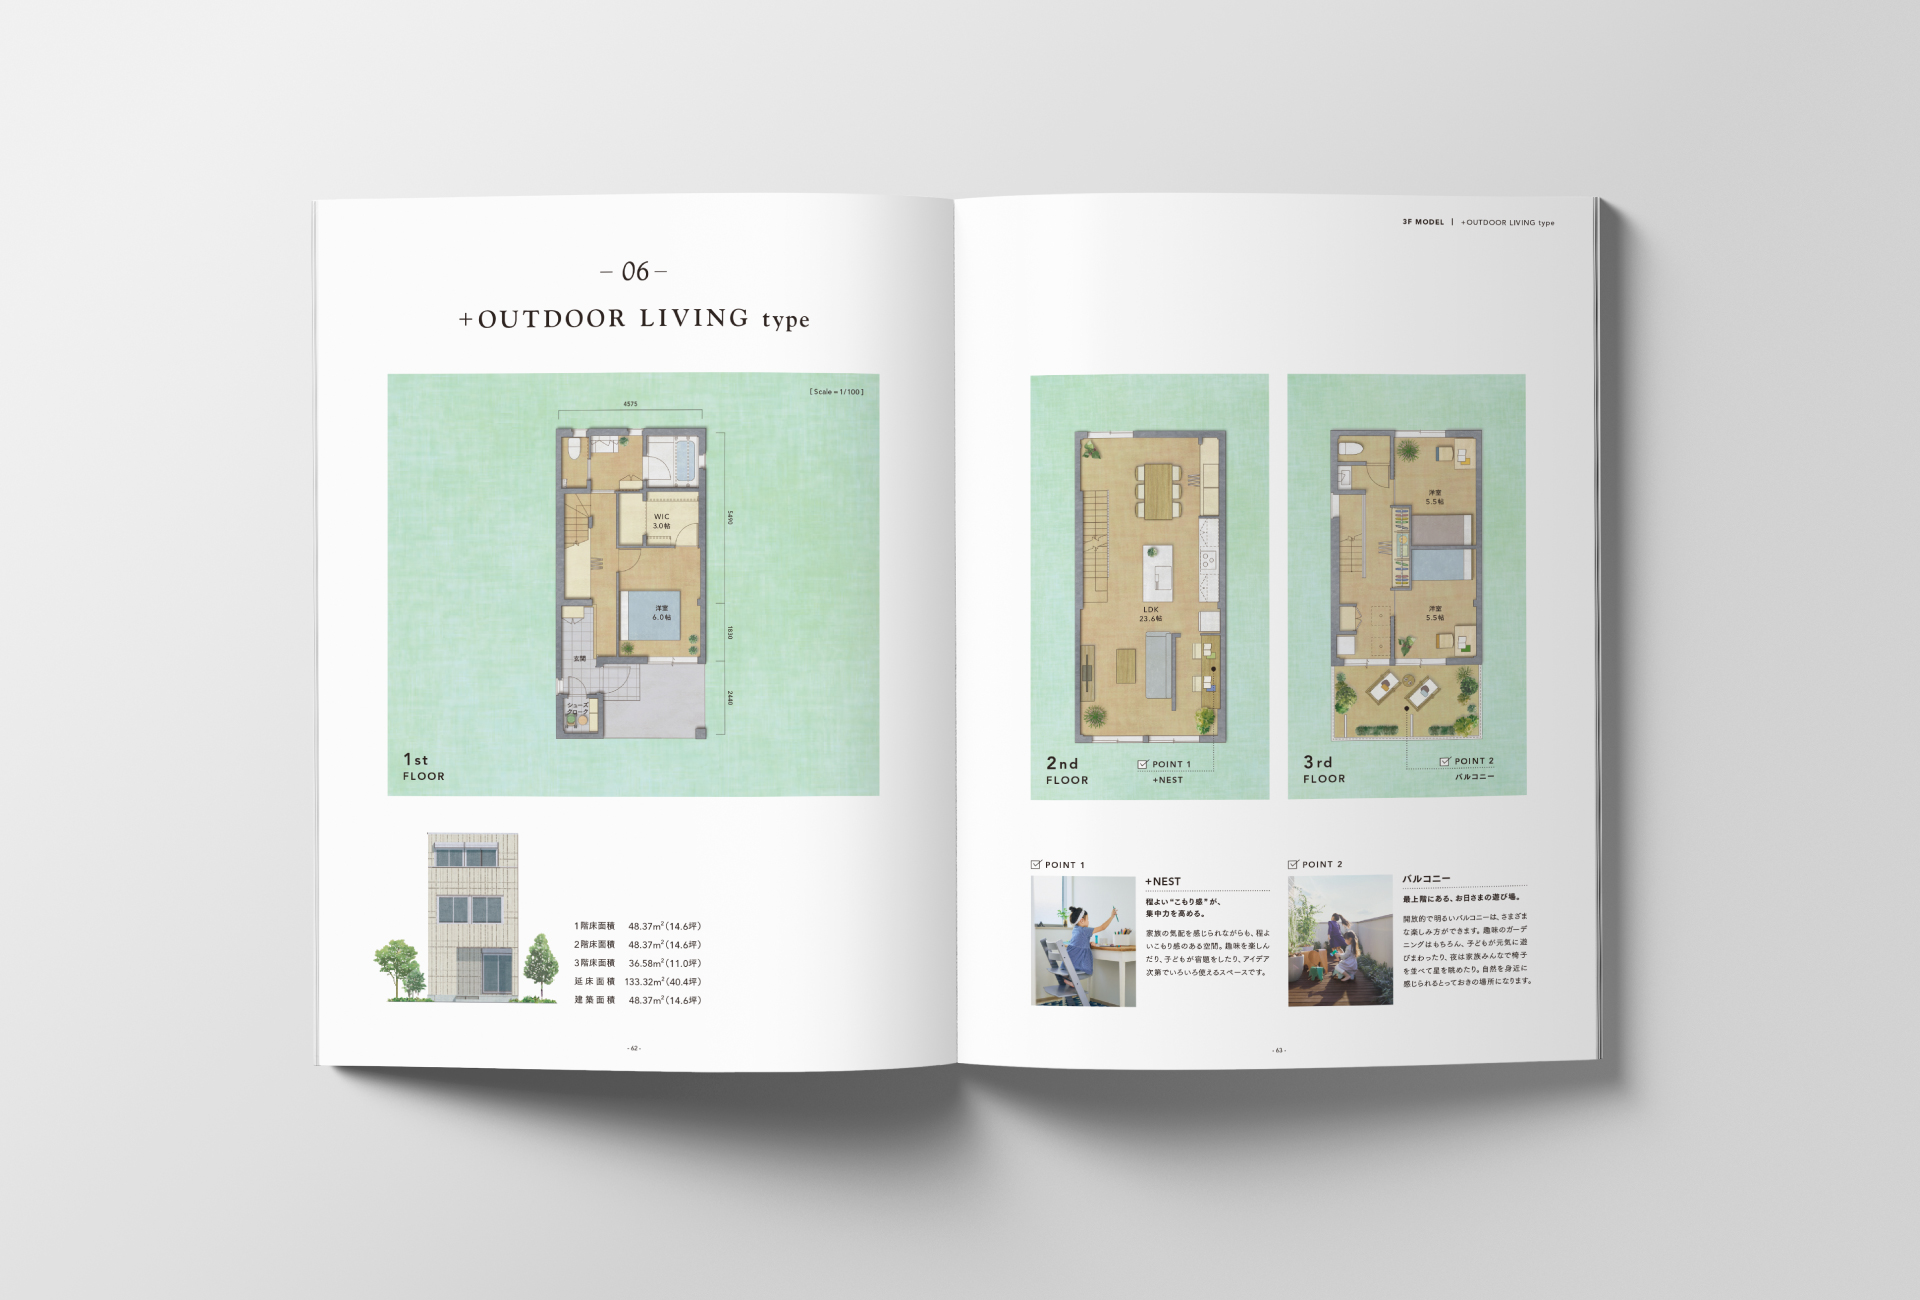 – 06 –
+OUTDOOR LIVING type
[ Scale = 1/100 ]
4575
WIC
3.0帖
5490
洋室
6.0帖
1830
玄関
シューズ
クローク
2440
1st
FLOOR
1階床面積 48.37m²(14.6坪)
2階床面積 48.37m²(14.6坪)
3階床面積 36.58m²(11.0坪)
延床面積 133.32m²(40.4坪)
建築面積 48.37m²(14.6坪)
- 62 -
3F MODEL | +OUTDOOR LIVING type
LDK
23.6帖
2nd
FLOOR
POINT 1
+NEST
洋室
5.5帖
洋室
5.5帖
3rd
FLOOR
POINT 2
バルコニー
POINT 1
+NEST
程よい“こもり感”が、
集中力を高める。
家族の気配を感じられながらも、程よ
いこもり感のある空間。趣味を楽しん
だり、子どもが宿題をしたり、アイデア
次第でいろいろ使えるスペースです。
POINT 2
バルコニー
最上階にある、お日さまの遊び場。
開放的で明るいバルコニーは、さまざま
な楽しみ方ができます。趣味のガーデ
ニングはもちろん、子どもが元気に遊
びまわったり、夜は家族みんなで椅子
を並べて星を眺めたり。自然を身近に
感じられるとっておきの場所になります。
- 63 -